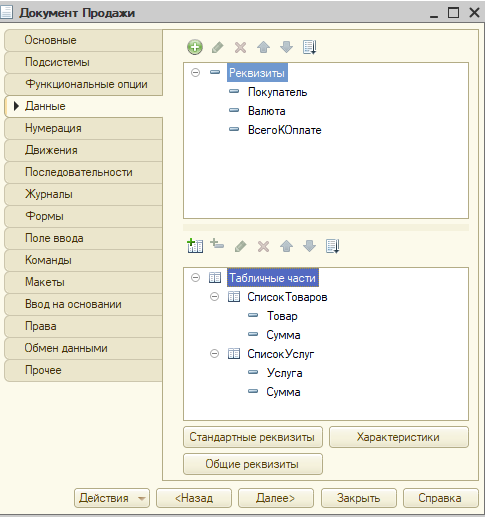 Документ Продажи
Основные
Подсистемы
Функциональные опции
Данные
Нумерация
Движения
Последовательности
Журналы
Формы
Поле ввода
Команды
Макеты
Ввод на основании
Права
Обмен данными
Прочее
Реквизиты
Покупатель
Валюта
ВсегоКОплате
Табличные части
СписокТоваров
Товар
Сумма
СписокУслуг
Услуга
Сумма
Стандартные реквизиты
Характеристики
Общие реквизиты
Действия
<Назад
Далее>
Закрыть
Справка